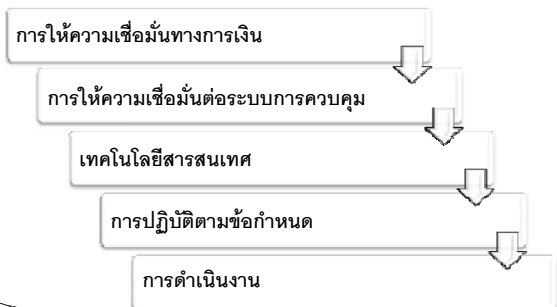 การให้ความเชื่อมั่นทางการเงิน
การให้ความเชื่อมั่นต่อระบบการควบคุม
เทคโนโลยีสารสนเทศ
การปฏิบัติตามข้อกำหนด
การดำเนินงาน